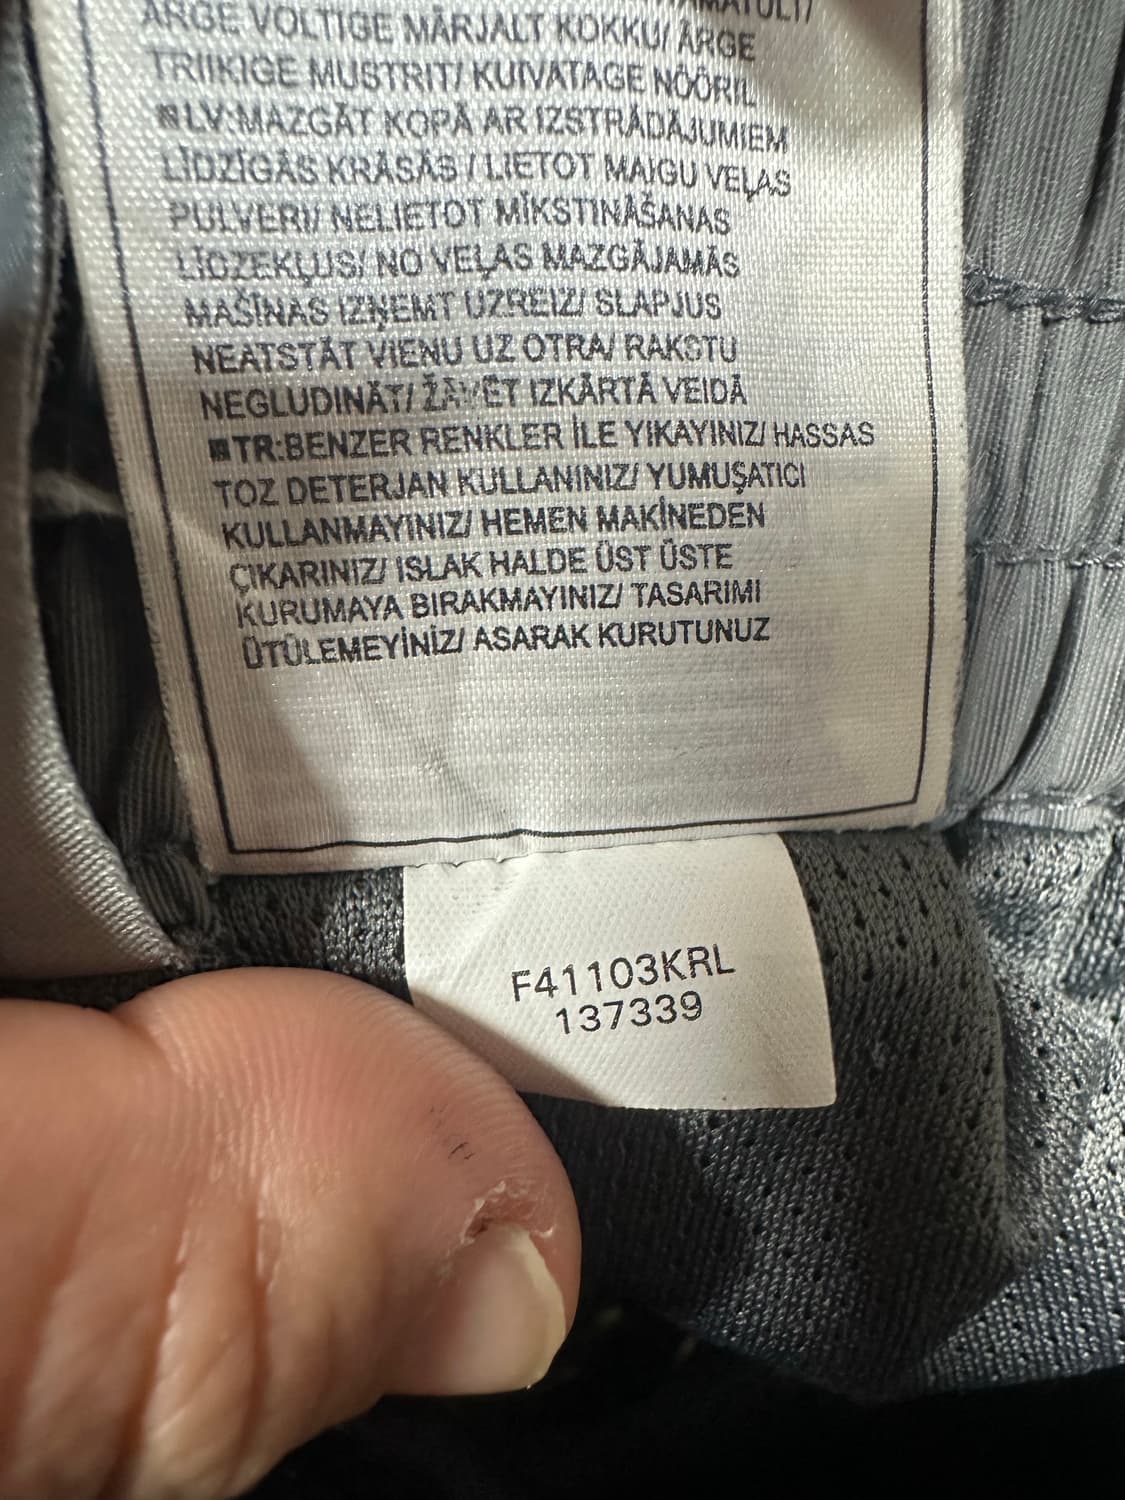 ÄRGE VOLTIGE MÄRJALT KOKKU/ ÄRGE
TRIIKIGE MUSTRIT/ KUIVATAGE NÖÖRIL
LV:MAZGĀT KOPĀ AR IZSTRĀDĀJUMIEM
LĪDZĪGĀS KRĀSĀS / LIETOT MAIGU VEĻAS
PULVERI/ NELIETOT MĪKSTINĀŠANAS
LĪDZEKĻUS/ NO VEĻAS MAZGĀJAMĀS
MAŠĪNAS IZŅEMT UZREIZ/ SLAPJUS
NEATSTĀT VIENU UZ OTRA/ RAKSTU
NEGLUDINĀT/ ŽĀVĒT IZKĀRTĀ VEIDĀ
TR:BENZER RENKLER İLE YIKAYINIZ/ HASSAS
TOZ DETERJAN KULLANINIZ/ YUMUŞATICI
KULLANMAYINIZ/ HEMEN MAKİNEDEN
ÇIKARINIZ/ ISLAK HALDE ÜST ÜSTE
KURUMAYA BIRAKMAYINIZ/ TASARIMI
ÜTÜLEMEYİNİZ/ ASARAK KURUTUNUZ
F41103KRL
137339